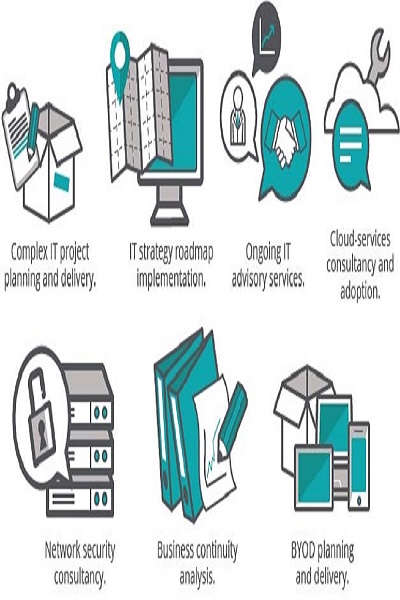 Complex IT project
planning and delivery.
IT strategy roadmap
implementation.
Ongoing IT
advisory services.
Cloud-services
consultancy and
adoption.
Network security
consultancy.
Business continuity
analysis.
BYOD planning
and delivery.